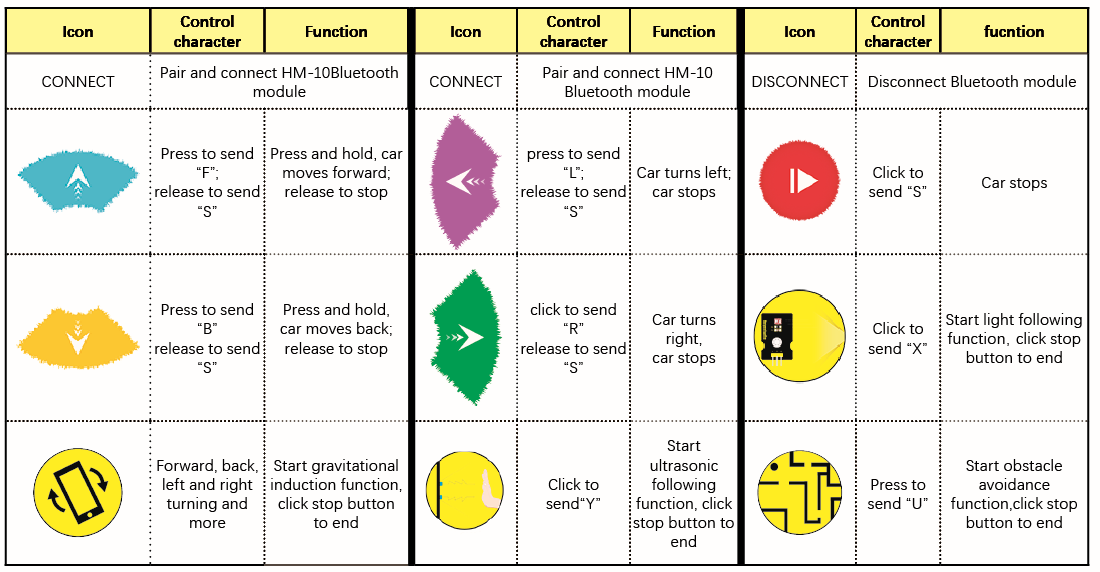 Icon
Control
character
Function
Icon
Control
character
Function
Icon
Control
character
fucntion
CONNECT
Pair and connect HM-10Bluetooth
module
CONNECT
Pair and connect HM-10
Bluetooth module
DISCONNECT
Disconnect Bluetooth module
Press to send
“F”;
release to send
“S”
Press and hold, car
moves forward;
release to stop
press to send
“L”;
release to send
“S”
Car turns left;
car stops
Click to
send “S”
Car stops
Press to send
“B”
release to send
“S”
Press and hold,
car moves back;
release to stop
click to send
“R”
release to send
“S”
Car turns
right,
car stops
Click to
send “X”
Start light following
function, click stop
button to end
Forward, back,
left and right
turning and
more
Start gravitational
induction function,
click stop button
to end
Click to
send“Y”
Start
ultrasonic
following
function, click
stop button to
end
Press to
send “U”
Start obstacle
avoidance
function,click stop
button to end